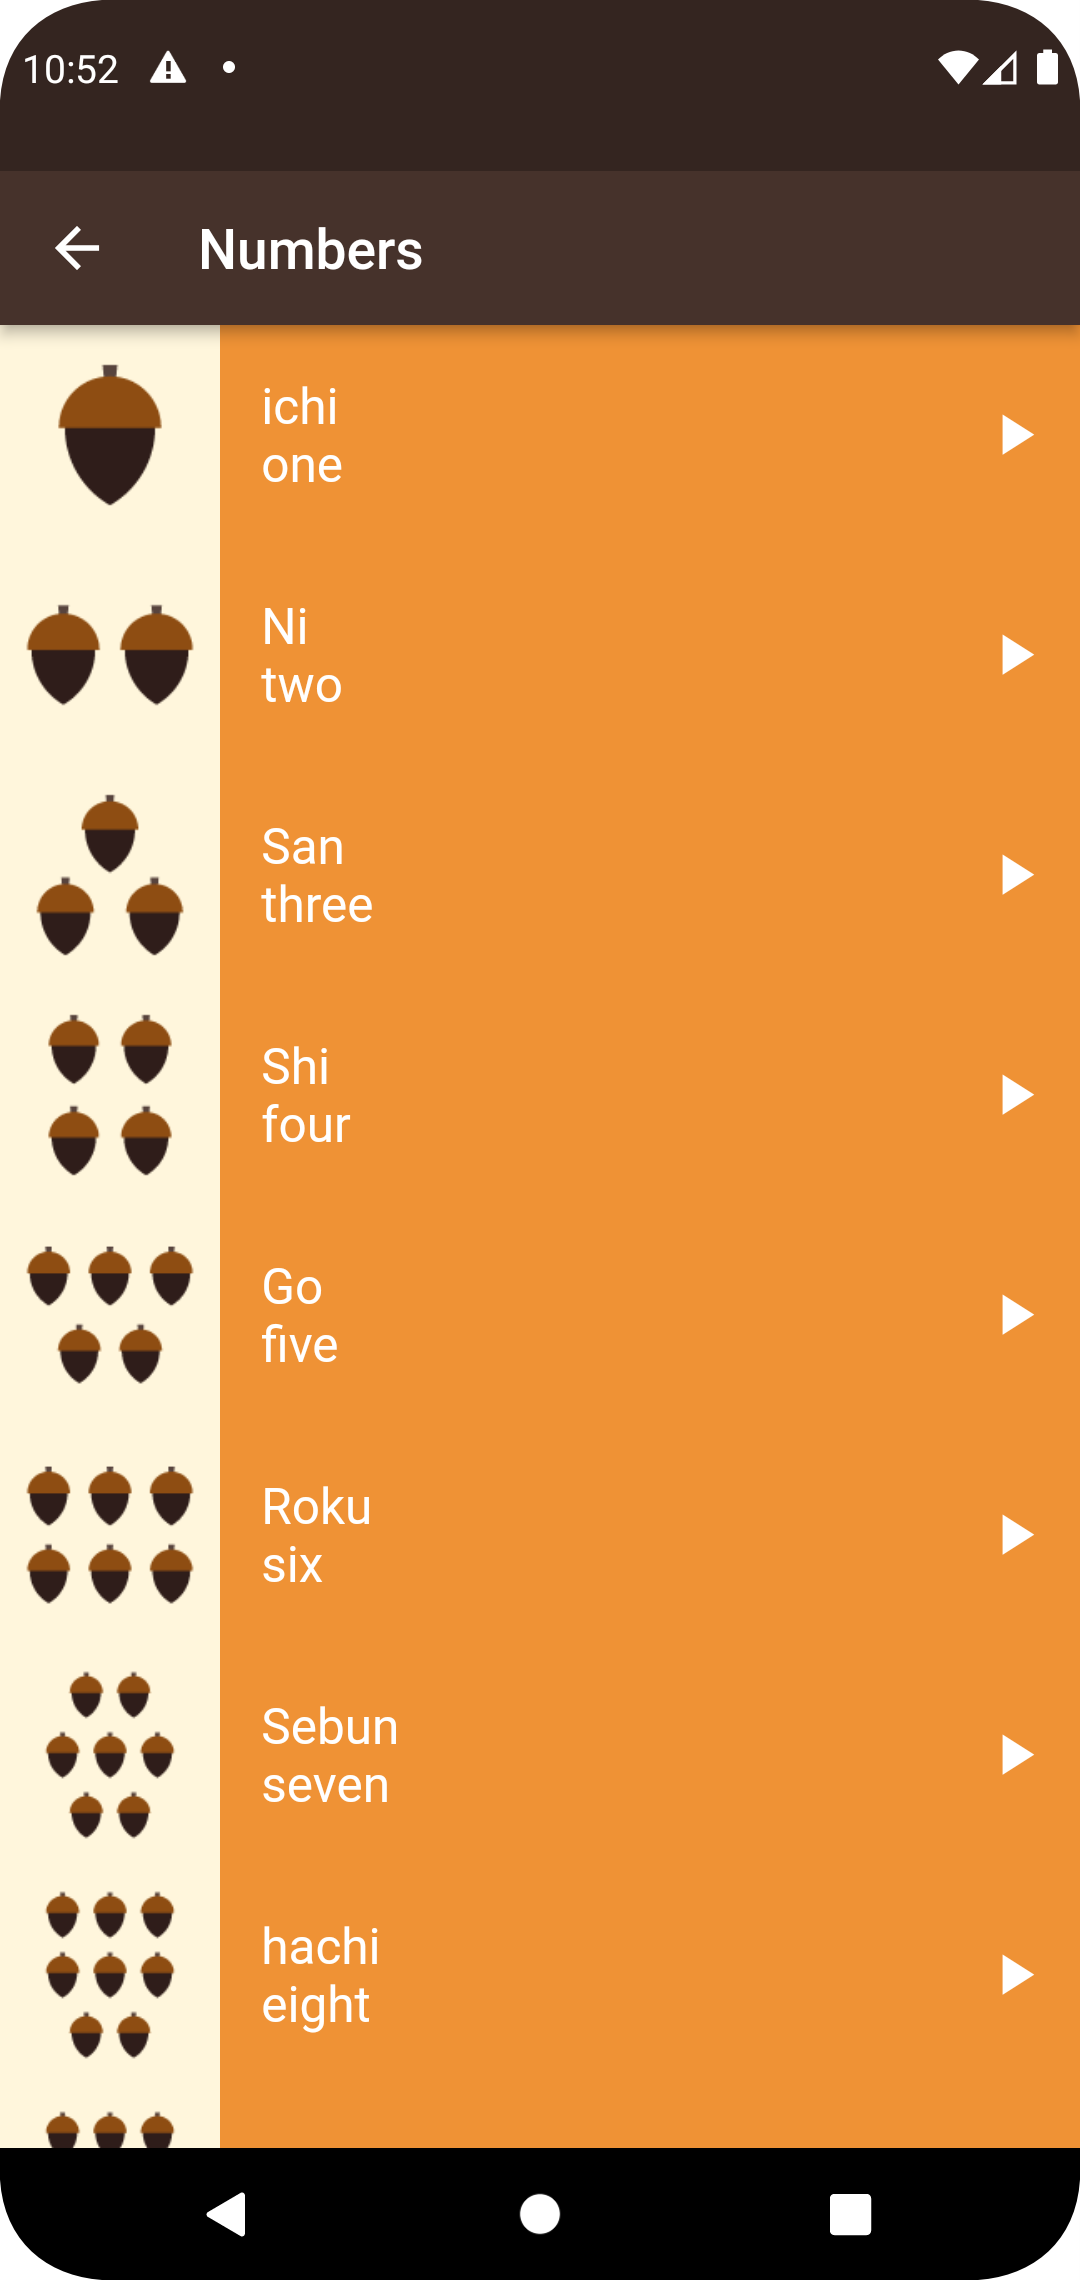 10:52
Numbers
ichi
one
Ni
two
San
three
Shi
four
Go
five
Roku
six
Sebun
seven
hachi
eight